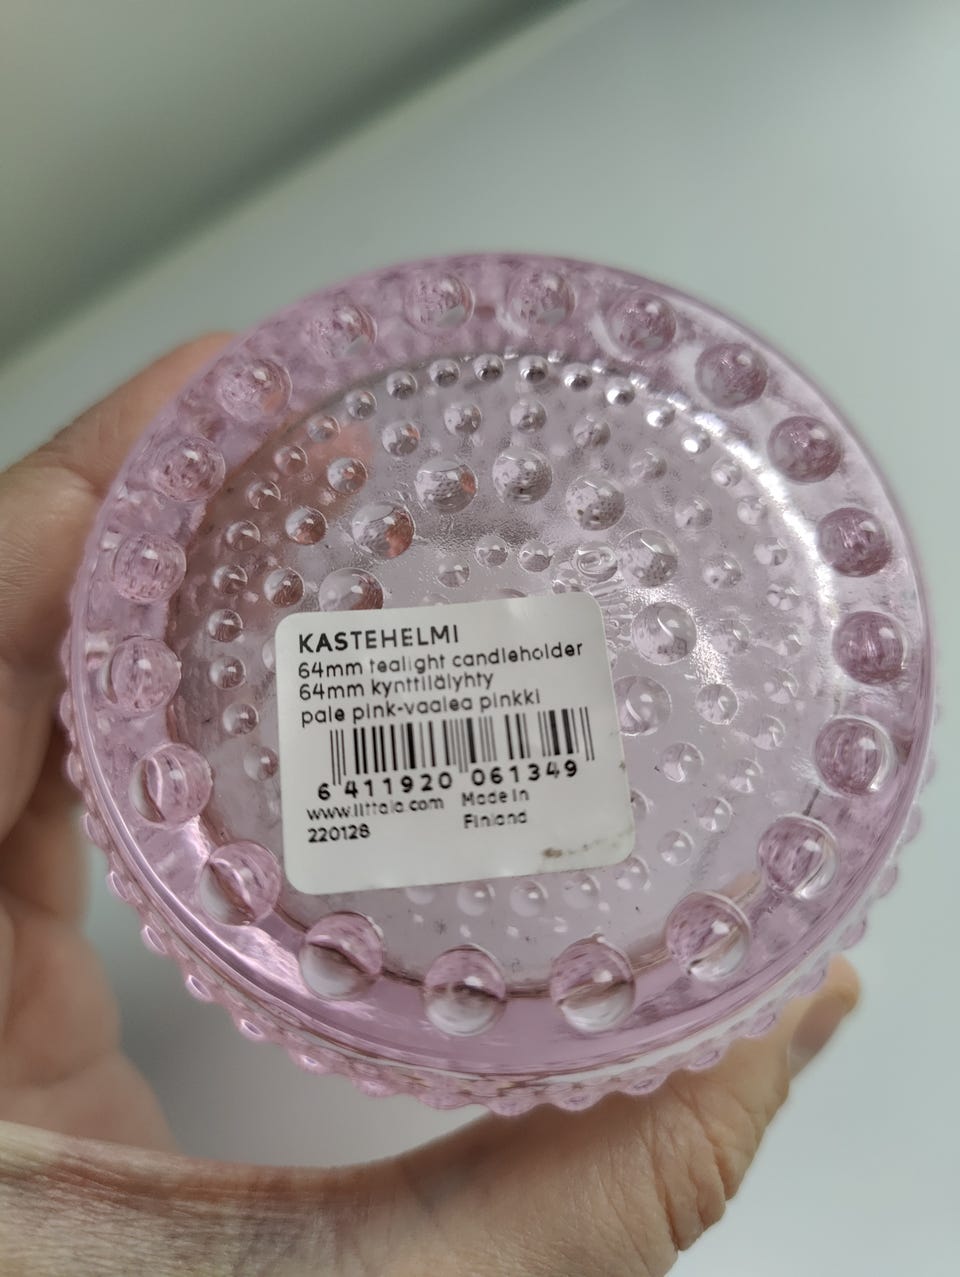 KASTEHELMI
64mm tealight candleholder
64mm kynttilälyhty
pale pink-vaalea pinkki
6 411920 061349
www.iittala.com Made in
220128 Finland